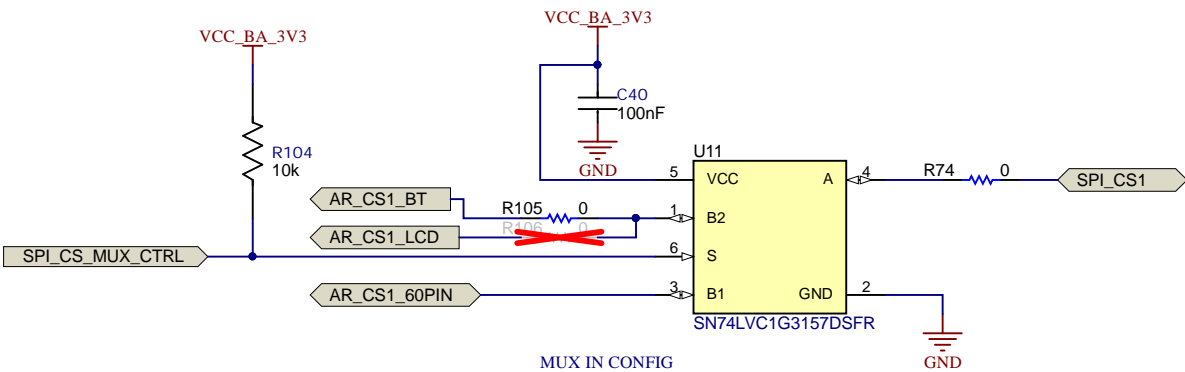 VCC_BA_3V3
VCC_BA_3V3
C40
100nF
GND
R104
10k
U11
5 VCC
A 4
R74 0
SPI_CS1
AR_CS1_BT
R105 0
1 B2
AR_CS1_LCD
R106 0
SPI_CS_MUX_CTRL
6 S
AR_CS1_60PIN
3 B1
GND 2
SN74LVC1G3157DSFR
GND
MUX IN CONFIG